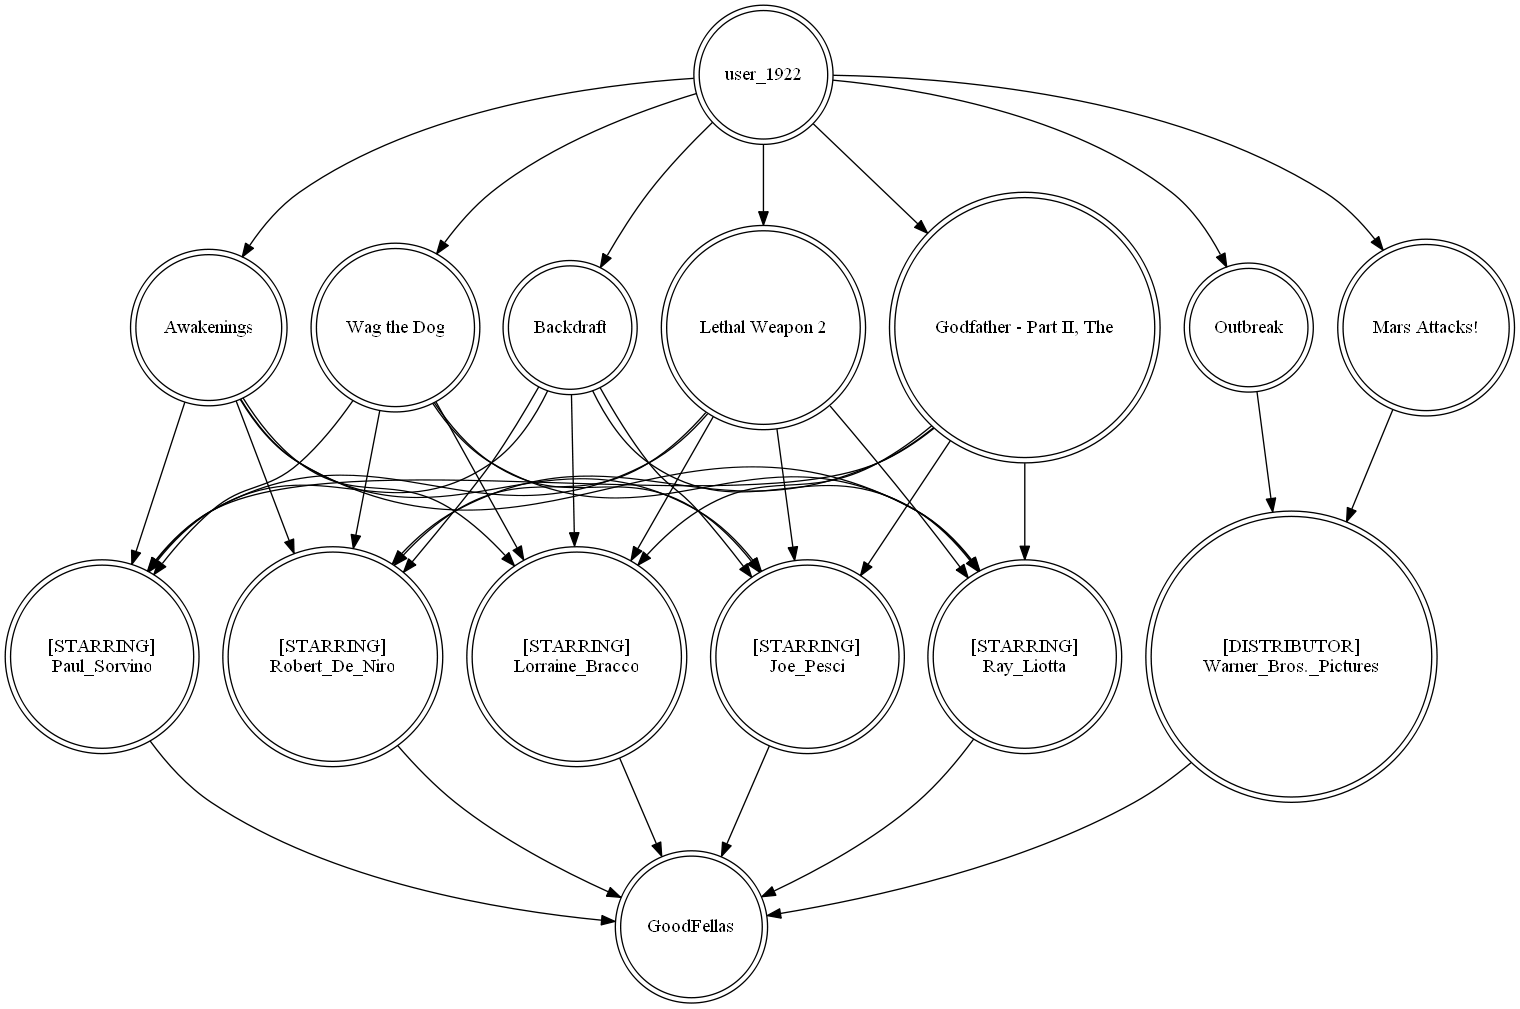 user_1922
Awakenings
Wag the Dog
Backdraft
Lethal Weapon 2
Godfather - Part II, The
Outbreak
Mars Attacks!
[STARRING]
Paul_Sorvino
[STARRING]
Robert_De_Niro
[STARRING]
Lorraine_Bracco
[STARRING]
Joe_Pesci
[STARRING]
Ray_Liotta
[DISTRIBUTOR]
Warner_Bros._Pictures
GoodFellas